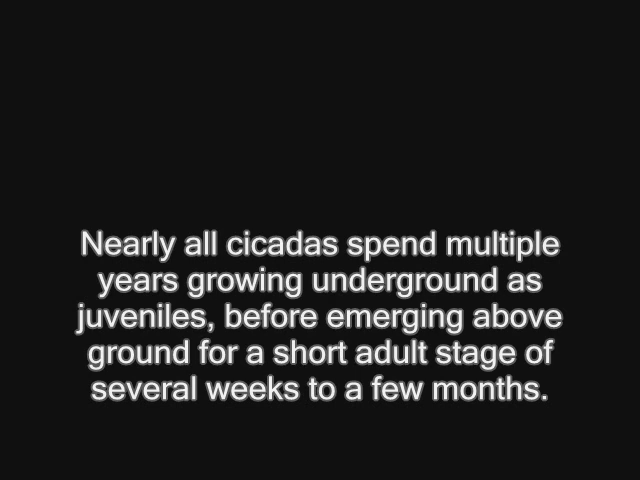 Nearly all cicadas spend multiple
years growing underground as
juveniles, before emerging above
ground for a short adult stage of
several weeks to a few months.